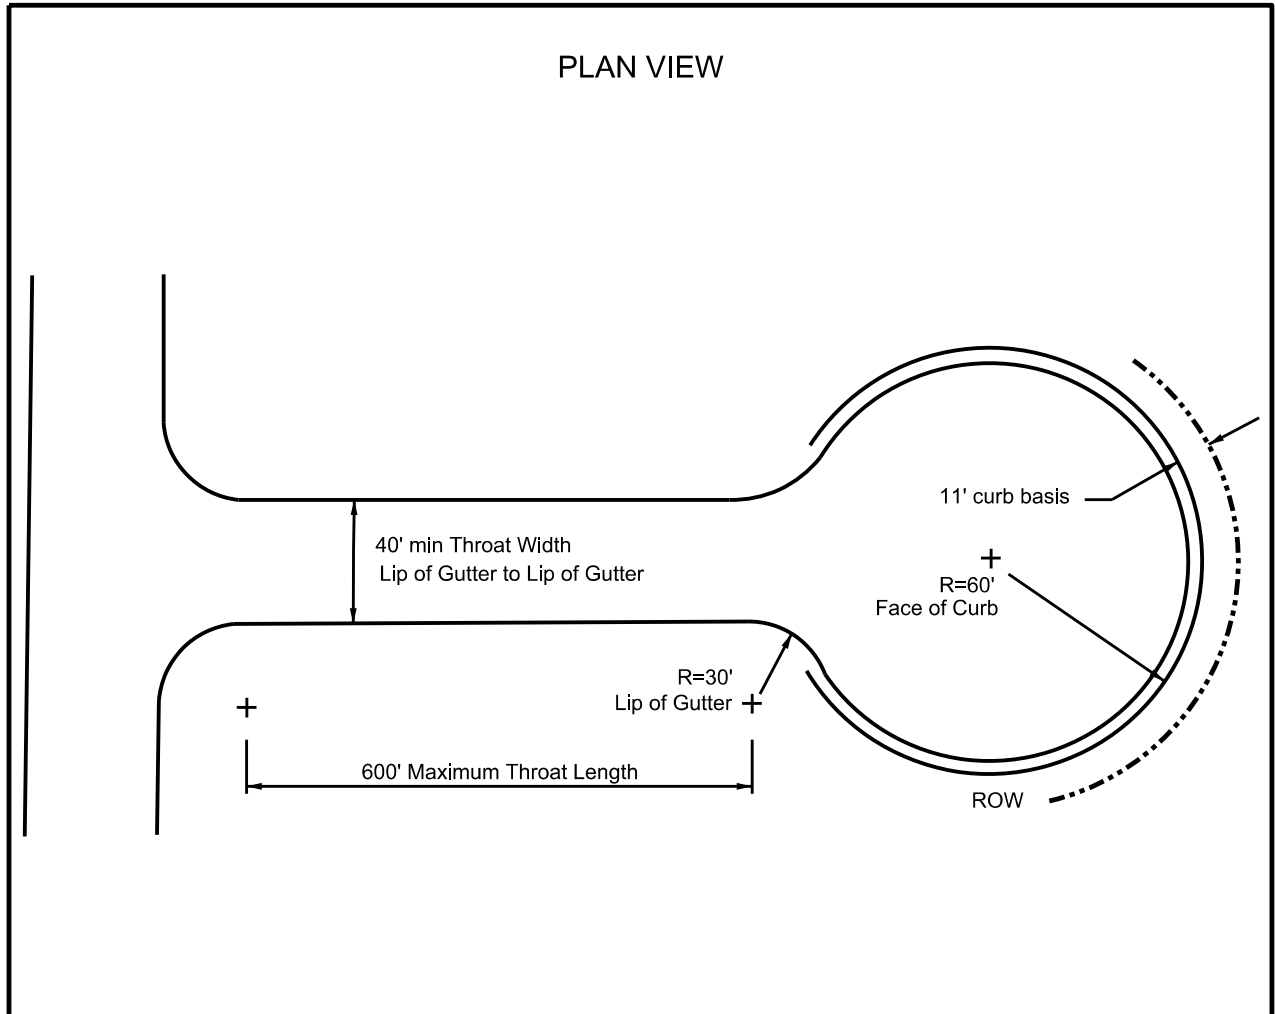 PLAN VIEW
11' curb basis
40' min Throat Width
Lip of Gutter to Lip of Gutter
R=60'
Face of Curb
R=30'
Lip of Gutter
600' Maximum Throat Length
ROW